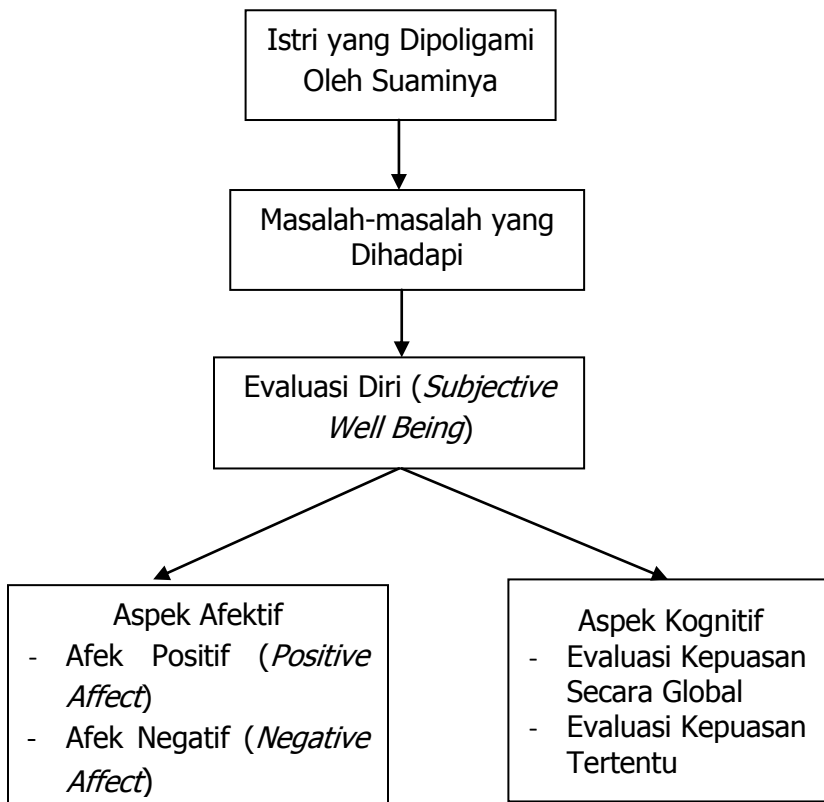 Istri yang Dipoligami
Oleh Suaminya
Masalah-masalah yang
Dihadapi
Evaluasi Diri (Subjective
Well Being)
Aspek Afektif
- Afek Positif (Positive
Affect)
- Afek Negatif (Negative
Affect)
Aspek Kognitif
- Evaluasi Kepuasan
Secara Global
- Evaluasi Kepuasan
Tertentu